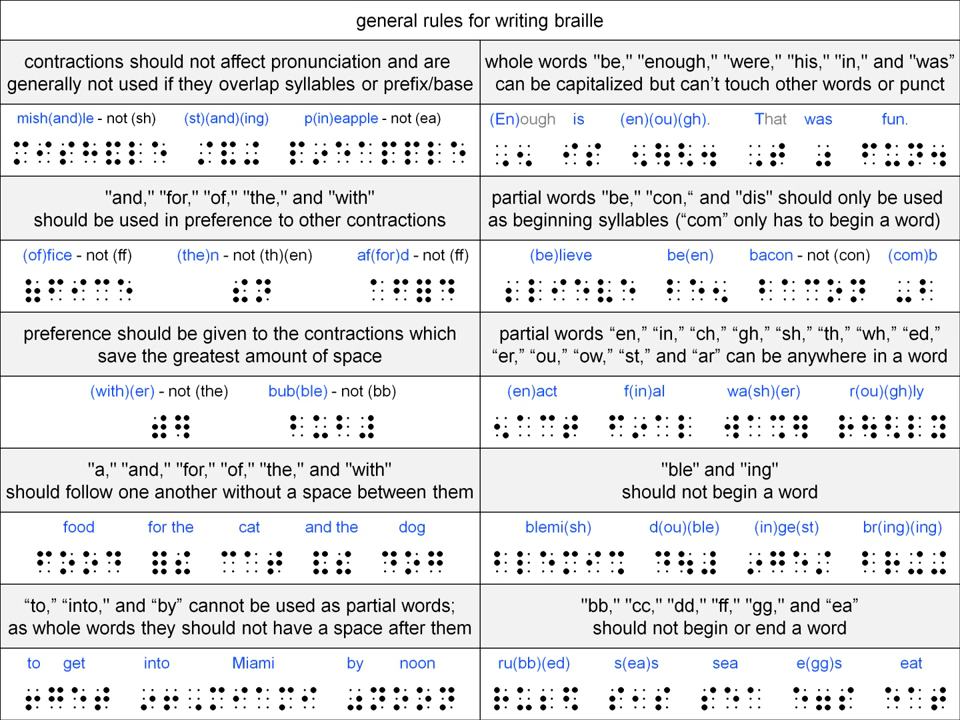 general rules for writing braille
contractions should not affect pronunciation and are
generally not used if they overlap syllables or prefix/base
mish(and)le - not (sh) (st)(and)(ing) p(in)eapple - not (ea)
whole words "be," "enough," "were," "his," "in," and "was”
can be capitalized but can’t touch other words or punct
(En)ough is (en)(ou)(gh). That was fun.
"and," "for," "of," "the," and "with"
should be used in preference to other contractions
(of)fice - not (ff) (the)n - not (th)(en) af(for)d - not (ff)
partial words "be," "con,“ and "dis" should only be used
as beginning syllables (“com” only has to begin a word)
(be)lieve be(en) bacon - not (con) (com)b
preference should be given to the contractions which
save the greatest amount of space
(with)(er) - not (the) bub(ble) - not (bb)
partial words “en,” “in,” “ch,” “gh,” “sh,” “th,” “wh,” “ed,”
“er,” “ou,” “ow,” “st,” and “ar” can be anywhere in a word
(en)act f(in)al wa(sh)(er) r(ou)(gh)ly
"a," "and," "for," "of," "the," and "with"
should follow one another without a space between them
food for the cat and the dog
"ble" and "ing"
should not begin a word
blemi(sh) d(ou)(ble) (in)ge(st) br(ing)(ing)
“to,” “into," and “by” cannot be used as partial words;
as whole words they should not have a space after them
to get into Miami by noon
"bb," "cc," "dd," "ff," "gg," and “ea”
should not begin or end a word
ru(bb)(ed) s(ea)s sea e(gg)s eat